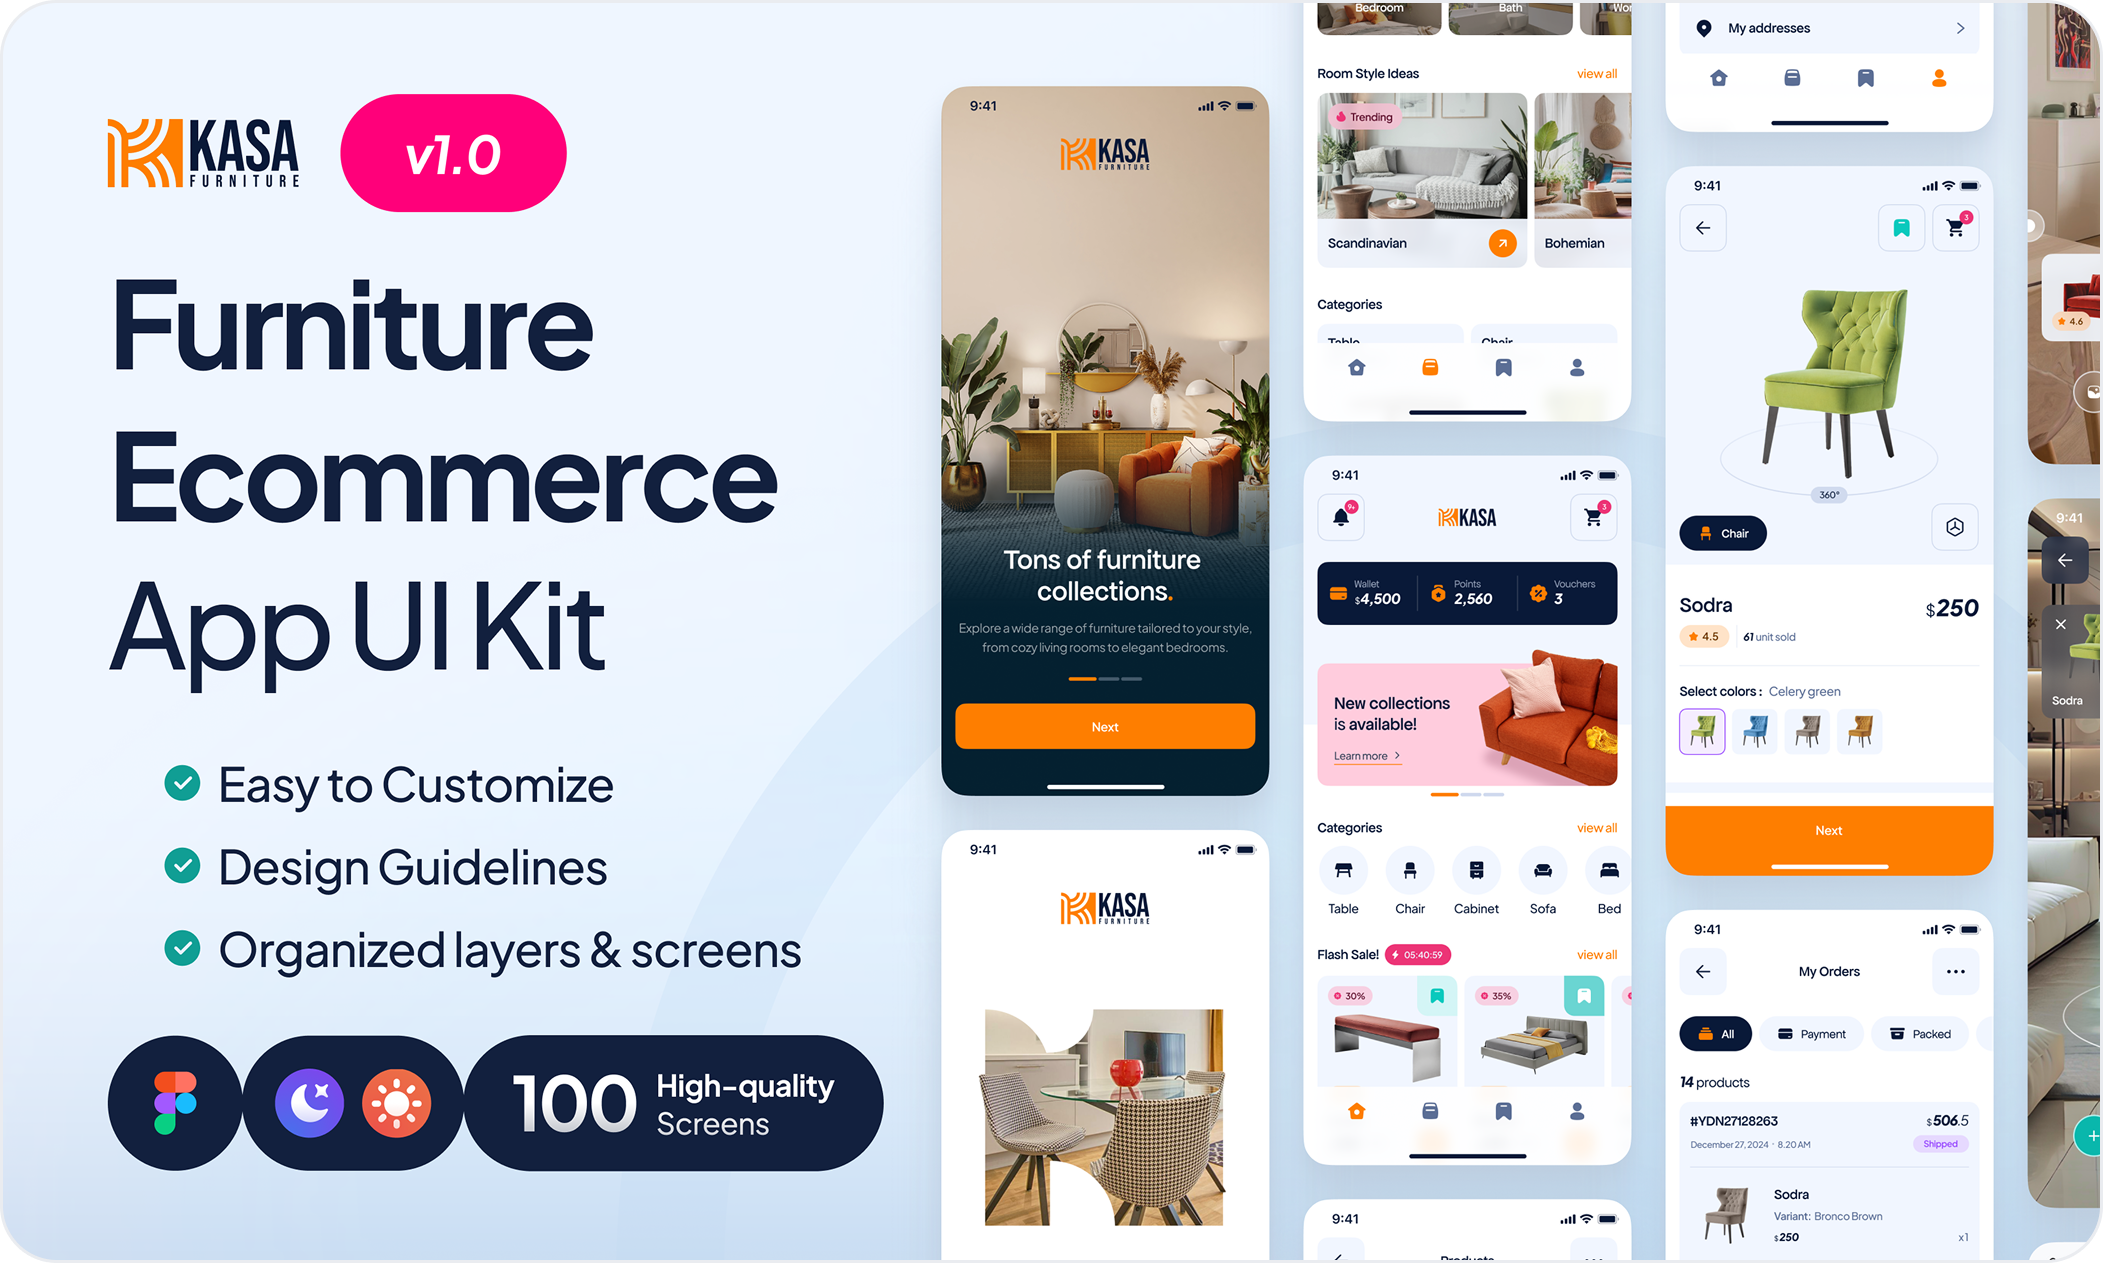 KASA
FURNITURE
v1.0
Furniture
Ecommerce
App UI Kit
Easy to Customize
Design Guidelines
Organized layers & screens
100
High-quality
Screens
9:41
KASA
FURNITURE
Tons of furniture
collections.
Explore a wide range of furniture tailored to your style,
from cozy living rooms to elegant bedrooms.
Next
9:41
KASA
FURNITURE
Bedroom
Bath
Room Style Ideas
view all
Trending
Scandinavian
Bohemian
Categories
Table
Chair
9:41
9+
KASA
3
Wallet
$4,500
Points
2,560
Vouchers
3
New collections
is available!
Learn more
Categories
view all
Table
Chair
Cabinet
Sofa
Bed
Flash Sale!
05:40:59
view all
30%
35%
9:41
Products
My addresses
9:41
3
360°
Chair
Sodra
$250
4.5
61 unit sold
Select colors :
Celery green
Next
9:41
My Orders
All
Payment
Packed
14 products
#YDN27128263
$506.5
December 27, 2024 · 8.20 AM
Shipped
Sodra
Variant: Bronco Brown
$250
x1
4.6
9:41
Sodra